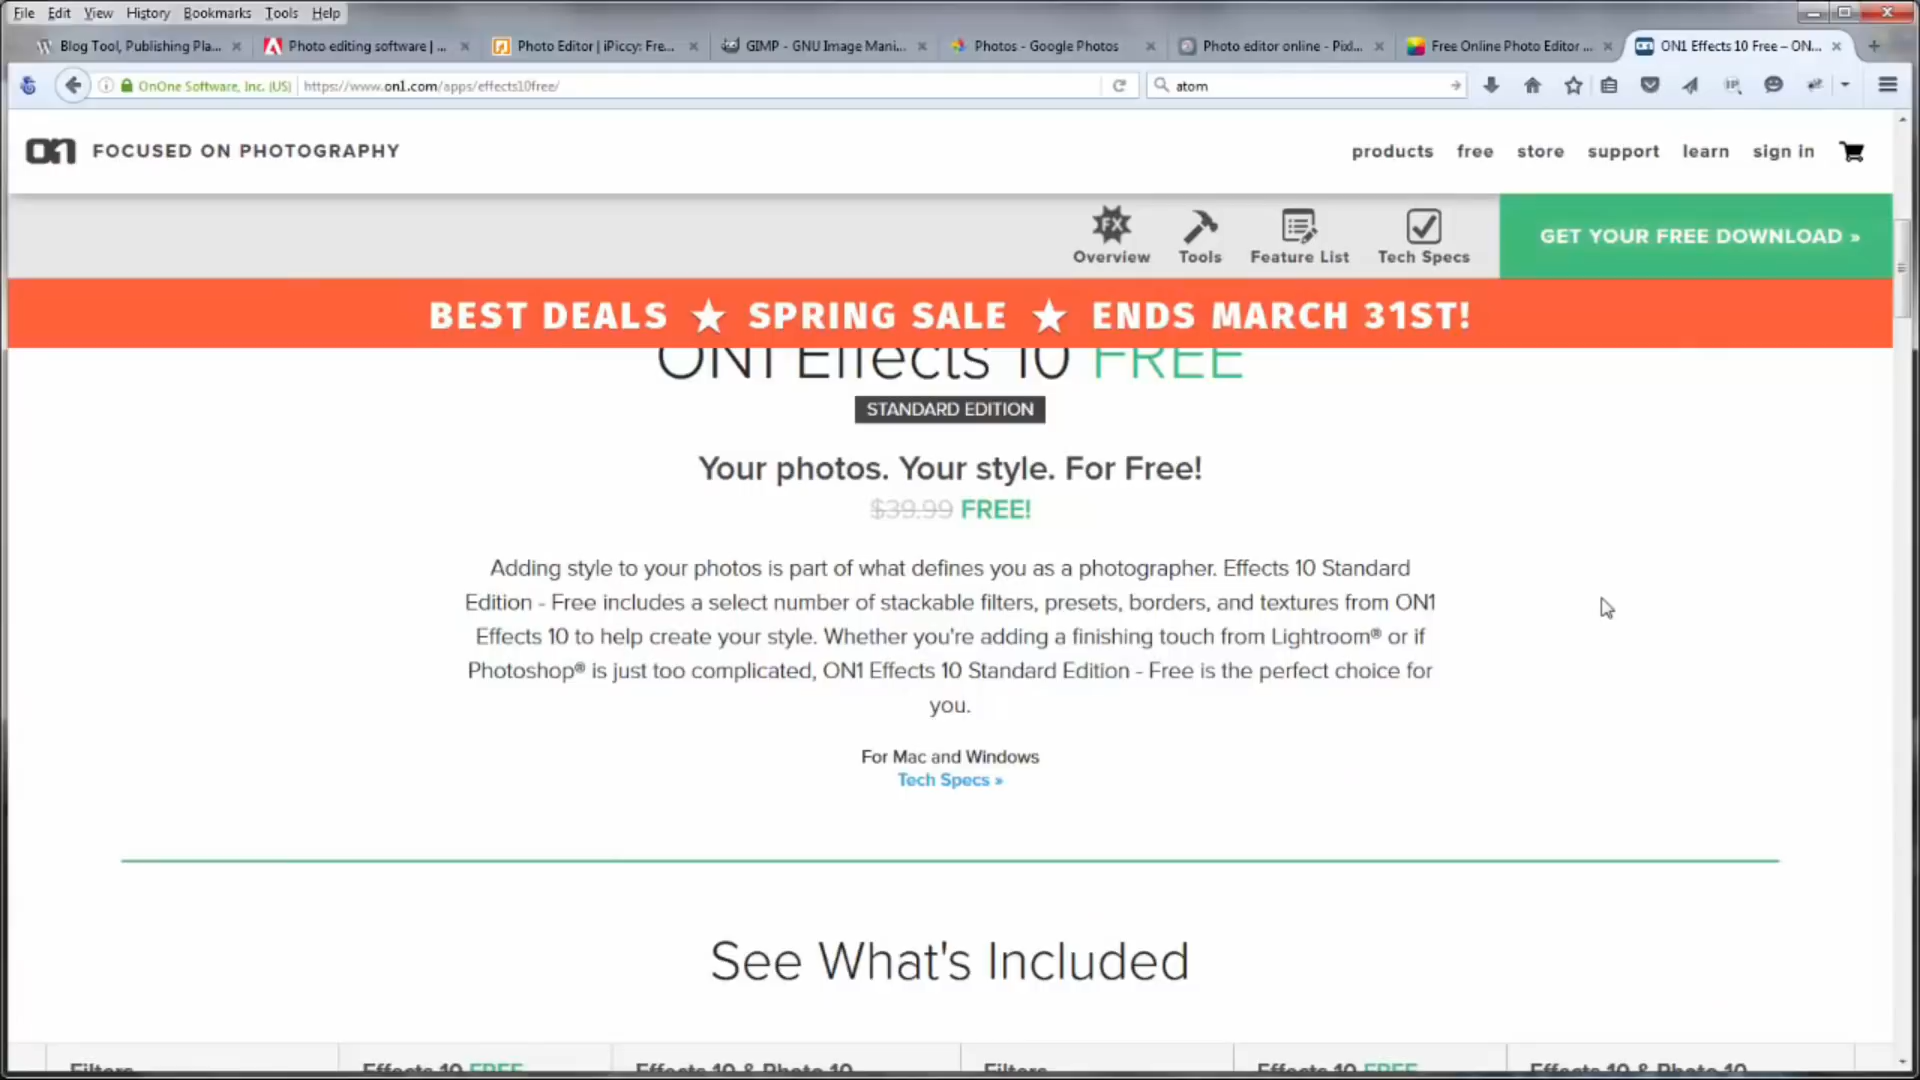 File Edit View History Bookmarks Tools Help
Blog Tool, Publishing Pla...
Photo editing software | ...
Photo Editor | iPiccy: Fre...
GIMP - GNU Image Mani...
Photos - Google Photos
Photo editor online - Pixl...
Free Online Photo Editor ...
ON1 Effects 10 Free – ON...
OnOne Software, Inc. (US) https://www.on1.com/apps/effects10free/
atom
ON1 FOCUSED ON PHOTOGRAPHY
products free store support learn sign in
FX
Overview Tools Feature List Tech Specs
GET YOUR FREE DOWNLOAD »
BEST DEALS ★ SPRING SALE ★ ENDS MARCH 31ST!
ON1 Effects 10 FREE
STANDARD EDITION
Your photos. Your style. For Free!
$39.99 FREE!
Adding style to your photos is part of what defines you as a photographer. Effects 10 Standard
Edition - Free includes a select number of stackable filters, presets, borders, and textures from ON1
Effects 10 to help create your style. Whether you're adding a finishing touch from Lightroom® or if
Photoshop® is just too complicated, ON1 Effects 10 Standard Edition - Free is the perfect choice for
you.
For Mac and Windows
Tech Specs »
See What's Included
Filters Effects 10 FREE Effects 10 & Photo 10 Filters Effects 10 FREE Effects 10 & Photo 10